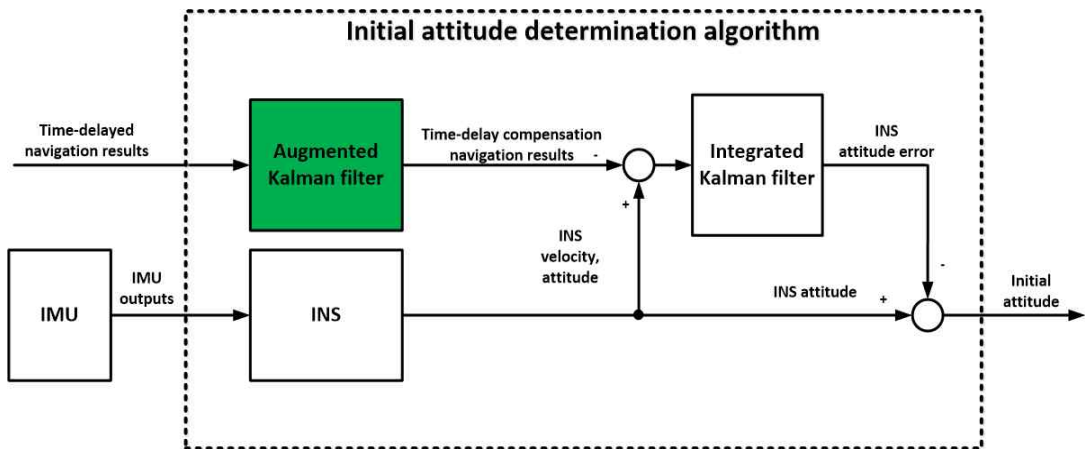 Initial attitude determination algorithm
Time-delayed
navigation results
Augmented
Kalman filter
Time-delay compensation
navigation results
-
+
Integrated
Kalman filter
INS
attitude error
-
IMU
IMU
outputs
INS
INS
velocity,
attitude
INS attitude
+
Initial
attitude